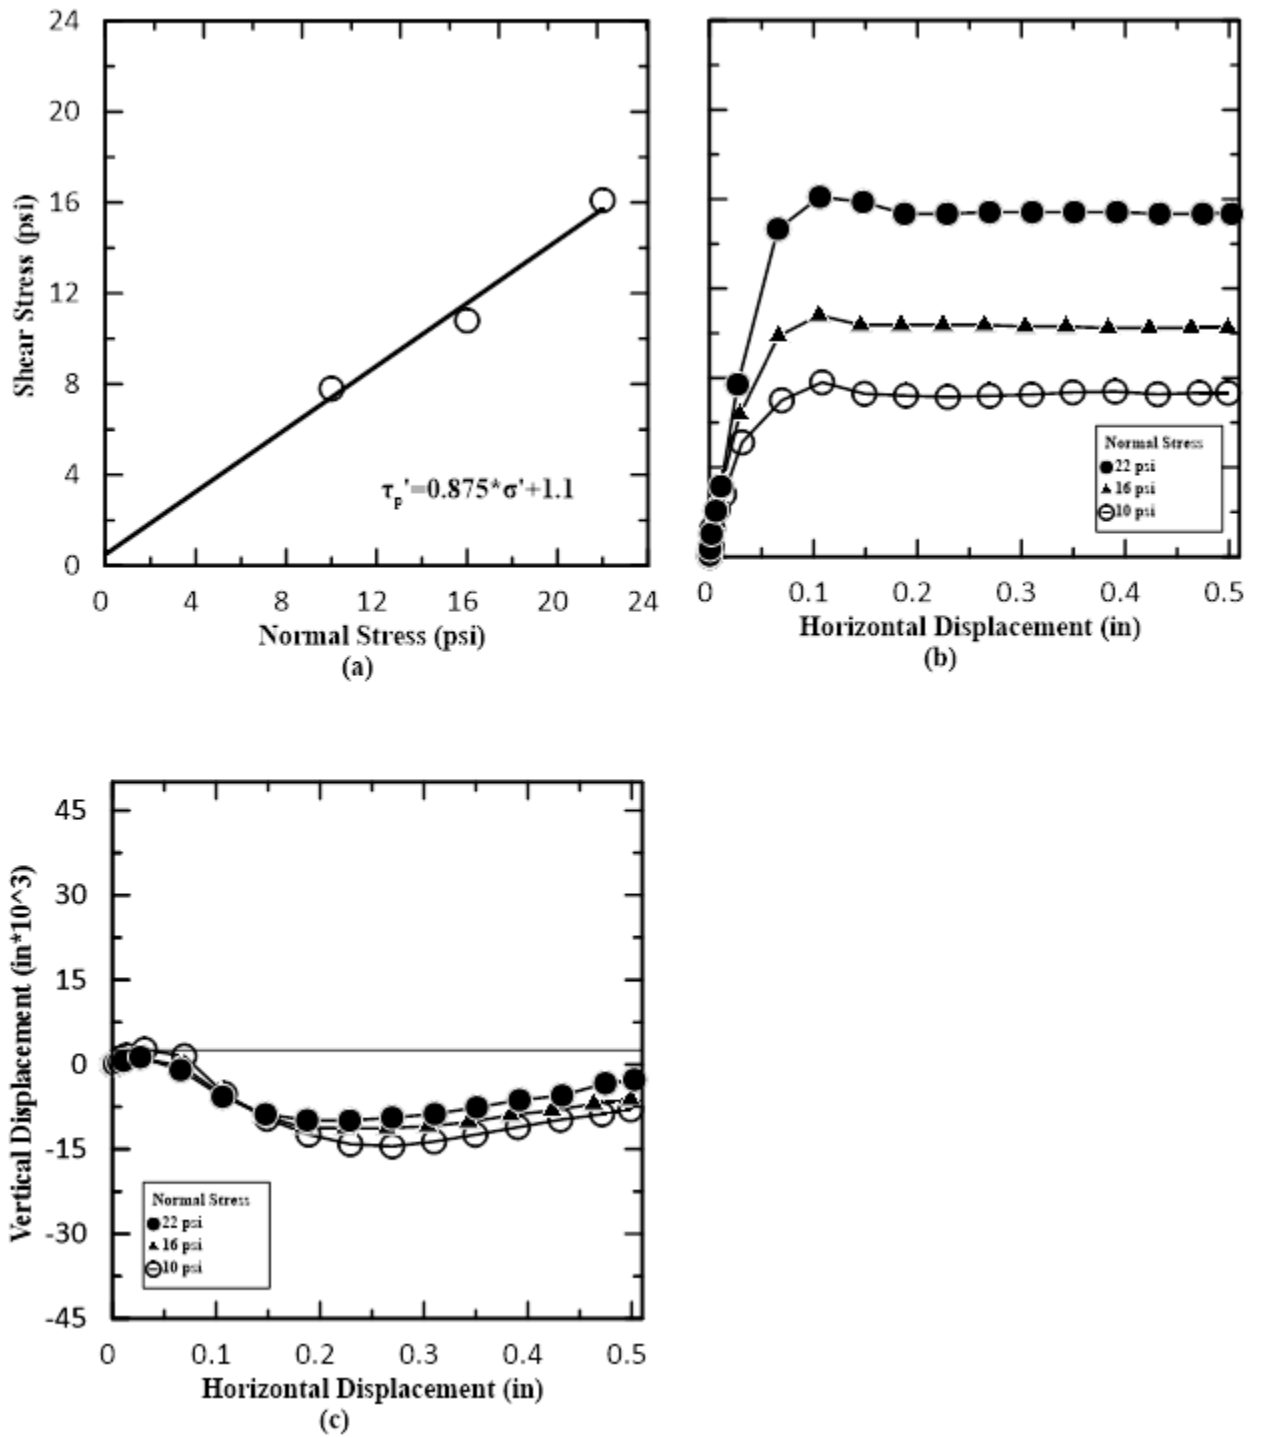 24
20
16
12
8
4
0
Shear Stress (psi)
τp'=0.875*σ'+1.1
0 4 8 12 16 20 24
Normal Stress (psi)
(a)
Normal Stress
22 psi
16 psi
10 psi
0 0.1 0.2 0.3 0.4 0.5
Horizontal Displacement (in)
(b)
45
30
15
0
-15
-30
-45
Vertical Displacement (in*10^3)
Normal Stress
22 psi
16 psi
10 psi
0 0.1 0.2 0.3 0.4 0.5
Horizontal Displacement (in)
(c)